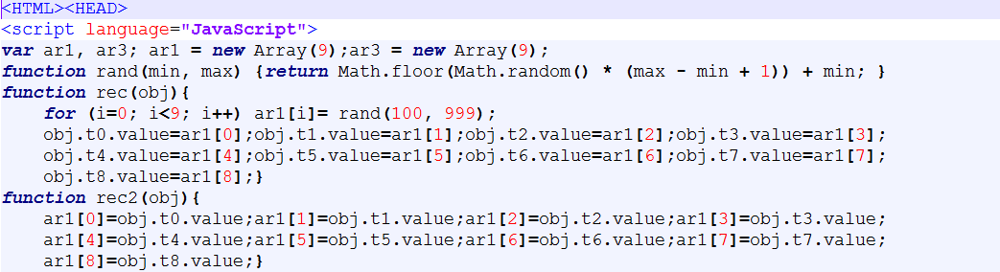 <HTML><HEAD>
<script language="JavaScript">
var ar1, ar3; ar1 = new Array(9);ar3 = new Array(9);
function rand(min, max) {return Math.floor(Math.random() * (max - min + 1)) + min; }
function rec(obj){
    for (i=0; i<9; i++) ar1[i]= rand(100, 999);
    obj.t0.value=ar1[0];obj.t1.value=ar1[1];obj.t2.value=ar1[2];obj.t3.value=ar1[3];
    obj.t4.value=ar1[4];obj.t5.value=ar1[5];obj.t6.value=ar1[6];obj.t7.value=ar1[7];
    obj.t8.value=ar1[8];}
function rec2(obj){
    ar1[0]=obj.t0.value;ar1[1]=obj.t1.value;ar1[2]=obj.t2.value;ar1[3]=obj.t3.value;
    ar1[4]=obj.t4.value;ar1[5]=obj.t5.value;ar1[6]=obj.t6.value;ar1[7]=obj.t7.value;
    ar1[8]=obj.t8.value;}